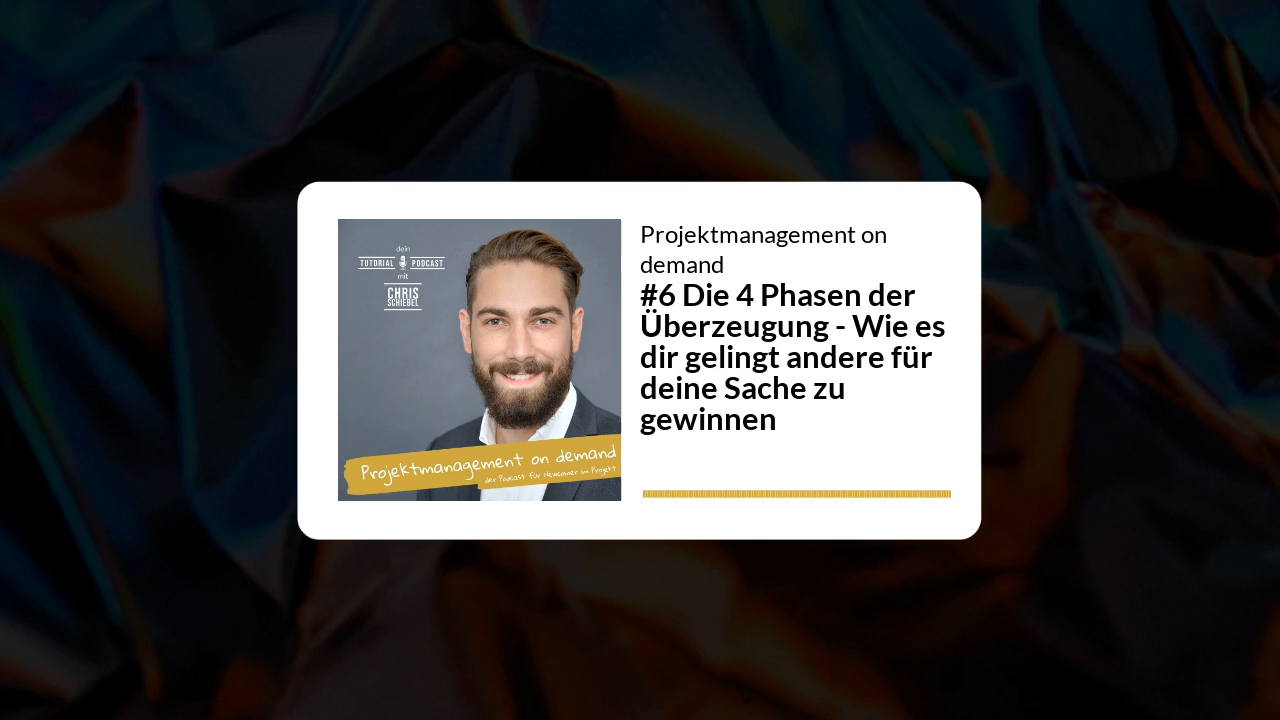 dein
TUTORIAL PODCAST
mit
CHRIS
SCHIEBEL
Projektmanagement on demand
der Podcast für Newcomer im Projekt
Projektmanagement on
demand
#6 Die 4 Phasen der
Überzeugung - Wie es
dir gelingt andere für
deine Sache zu
gewinnen